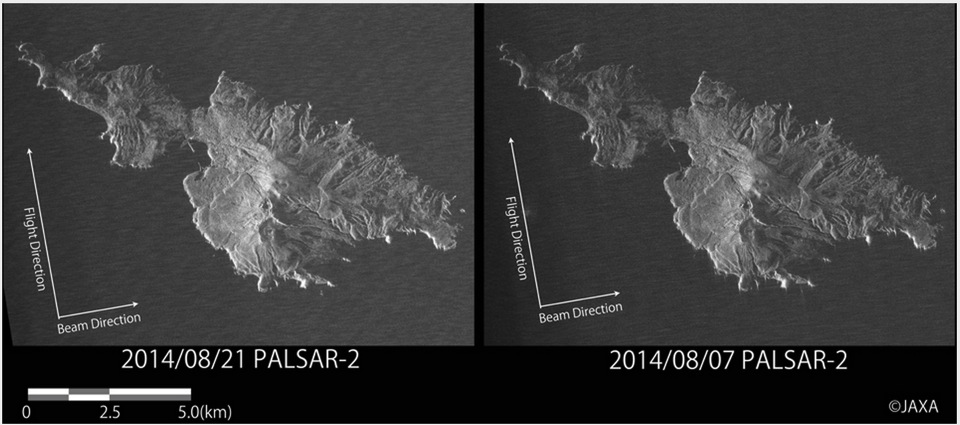 Flight Direction
Beam Direction
Flight Direction
Beam Direction
2014/08/21 PALSAR-2
2014/08/07 PALSAR-2
0 2.5 5.0(km)
©JAXA